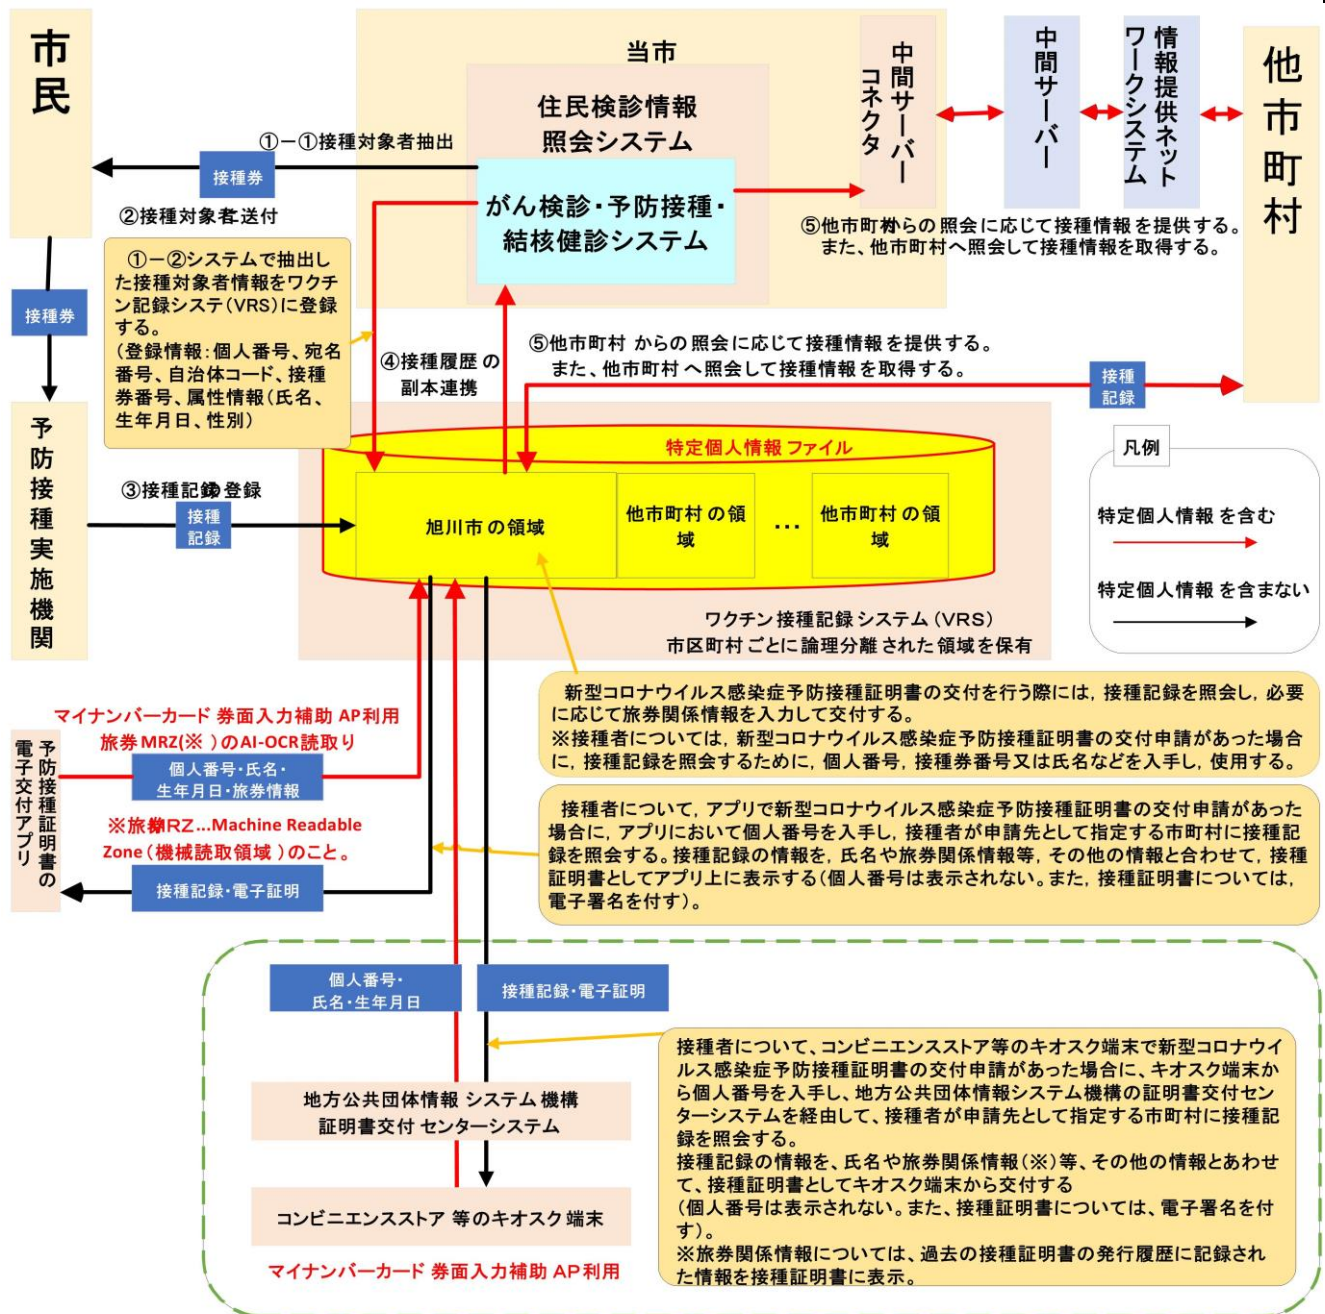 市民
当市
住民検診情報
照会システム
がん検診・予防接種・
結核健診システム
中間サーバー
コネクタ
中間サーバー
情報提供ネット
ワークシステム
他市町村
①－①接種対象者抽出
接種券
②接種対象者に送付
①－②システムで抽出し
た接種対象者情報をワクチ
ン記録システ(VRS)に登録
する。
(登録情報:個人番号、宛名
番号、自治体コード、接種
券番号、属性情報(氏名、
生年月日、性別)
接種券
⑤他市町村からの照会に応じて接種情報を提供する。
また、他市町村へ照会して接種情報を取得する。
④接種履歴の
副本連携
⑤他市町村からの照会に応じて接種情報を提供する。
また、他市町村へ照会して接種情報を取得する。
接種
記録
予防接種実施機関
③接種記録の登録
接種
記録
特定個人情報ファイル
旭川市の領域
他市町村の領
域
…
他市町村の領
域
ワクチン接種記録システム(VRS)
市区町村ごとに論理分離された領域を保有
凡例
特定個人情報を含む
特定個人情報を含まない
新型コロナウイルス感染症予防接種証明書の交付を行う際には，接種記録を照会し，必要
に応じて旅券関係情報を入力して交付する。
※接種者については，新型コロナウイルス感染症予防接種証明書の交付申請があった場合
に，接種記録を照会するために，個人番号，接種券番号又は氏名などを入手し，使用する。
マイナンバーカード券面入力補助AP利用
旅券MRZ(※)のAI-OCR読取り
予防接種証明書の
電子交付アプリ
個人番号・氏名・
生年月日・旅券情報
※旅券MRZ…Machine Readable
Zone(機械読取領域)のこと。
接種記録・電子証明
接種者について，アプリで新型コロナウイルス感染症予防接種証明書の交付申請があった
場合に，アプリにおいて個人番号を入手し，接種者が申請先として指定する市町村に接種記
録を照会する。接種記録の情報を，氏名や旅券関係情報等，その他の情報と合わせて，接種
証明書としてアプリ上に表示する(個人番号は表示されない。また，接種証明書については，
電子署名を付す)。
個人番号・
氏名・生年月日
接種記録・電子証明
地方公共団体情報システム機構
証明書交付センターシステム
コンビニエンスストア等のキオスク端末
マイナンバーカード券面入力補助AP利用
接種者について、コンビニエンスストア等のキオスク端末で新型コロナウイ
ルス感染症予防接種証明書の交付申請があった場合に、キオスク端末か
ら個人番号を入手し、地方公共団体情報システム機構の証明書交付セン
ターシステムを経由して、接種者が申請先として指定する市町村に接種記
録を照会する。
接種記録の情報を、氏名や旅券関係情報(※)等、その他の情報とあわせ
て、接種証明書としてキオスク端末から交付する
(個人番号は表示されない。また、接種証明書については、電子署名を付
す)。
※旅券関係情報については、過去の接種証明書の発行履歴に記録され
た情報を接種証明書に表示。